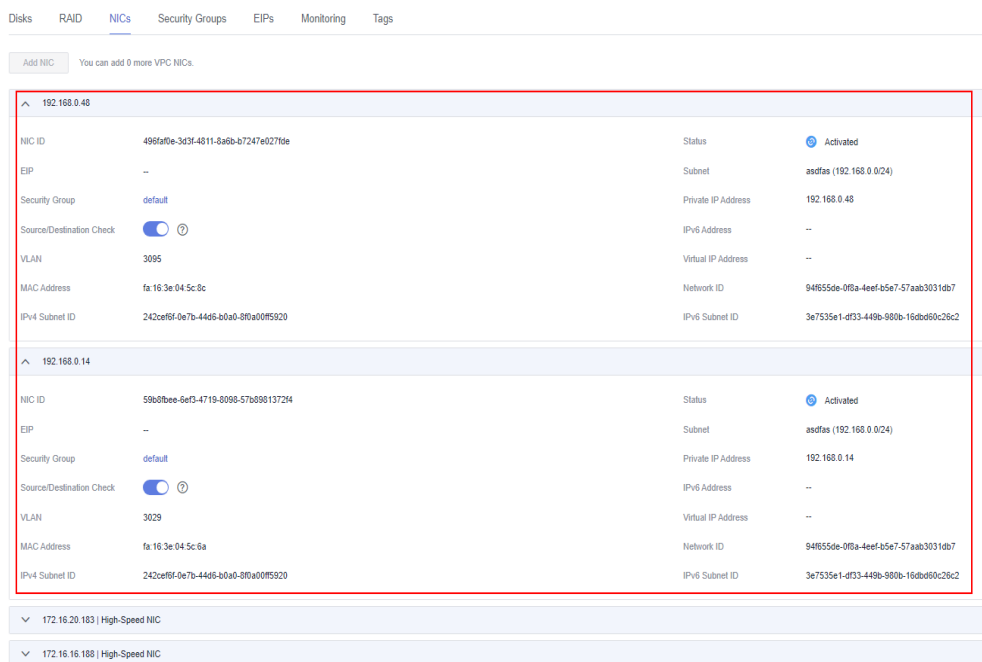 Disks RAID NICs Security Groups EIPs Monitoring Tags
Add NIC You can add 0 more VPC NICs.
192.168.0.48
NIC ID 496faf0e-3d3f-4811-8a6b-b7247e027fde Status Activated
EIP -- Subnet asdfas (192.168.0.0/24)
Security Group default Private IP Address 192.168.0.48
Source/Destination Check ? IPv6 Address --
VLAN 3095 Virtual IP Address --
MAC Address fa:16:3e:04:5c:8c Network ID 94f655de-0f8a-4eef-b5e7-57aab3031db7
IPv4 Subnet ID 242cef6f-0e7b-44d6-b0a0-8f0a00ff5920 IPv6 Subnet ID 3e7535e1-df33-449b-980b-16dbd60c26c2
192.168.0.14
NIC ID 59b8fbee-6ef3-4719-8098-57b8981372f4 Status Activated
EIP -- Subnet asdfas (192.168.0.0/24)
Security Group default Private IP Address 192.168.0.14
Source/Destination Check ? IPv6 Address --
VLAN 3029 Virtual IP Address --
MAC Address fa:16:3e:04:5c:6a Network ID 94f655de-0f8a-4eef-b5e7-57aab3031db7
IPv4 Subnet ID 242cef6f-0e7b-44d6-b0a0-8f0a00ff5920 IPv6 Subnet ID 3e7535e1-df33-449b-980b-16dbd60c26c2
172.16.20.183 | High-Speed NIC
172.16.16.188 | High-Speed NIC